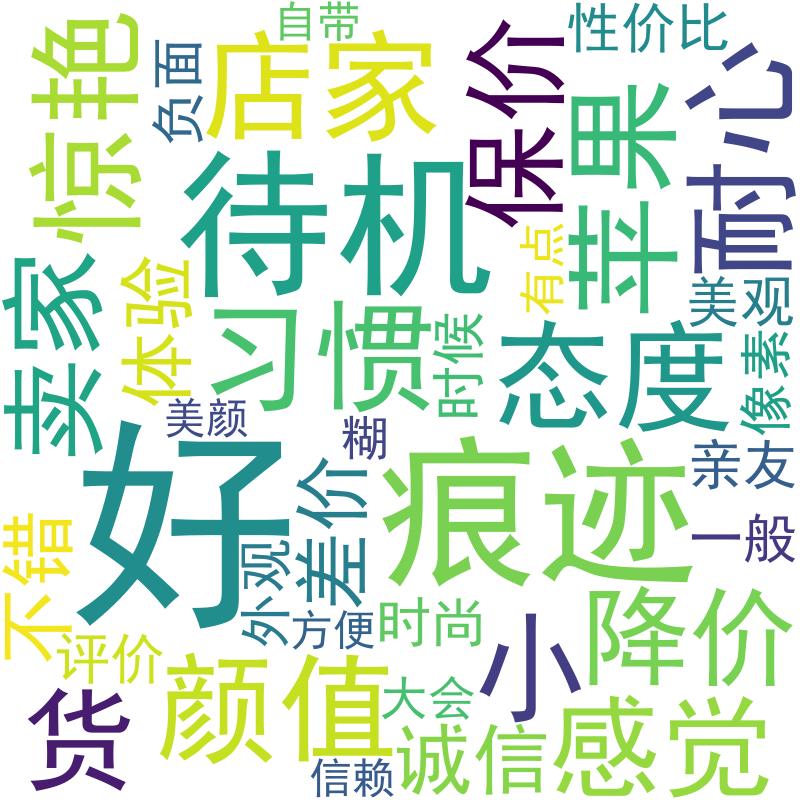 自带
性价比
惊艳
负面
店家
保价
苹果
耐心
待机
有点
卖家
体验
习惯
时候
态度
美观
像素
美颜
糊
好
差价
痕迹
亲友
一般
不错
外观
方便
时尚
评价
小
降价
货
颜值
大会
诚信
感觉
信赖